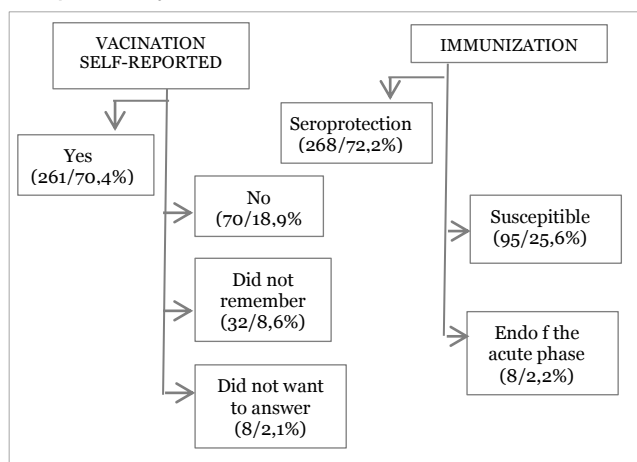 VACINATION
SELF-REPORTED
Yes
(261/70,4%)
No
(70/18,9%
Did not
remember
(32/8,6%)
Did not want
to answer
(8/2,1%)
IMMUNIZATION
Seroprotection
(268/72,2%)
Suscepitible
(95/25,6%)
Endo f the
acute phase
(8/2,2%)